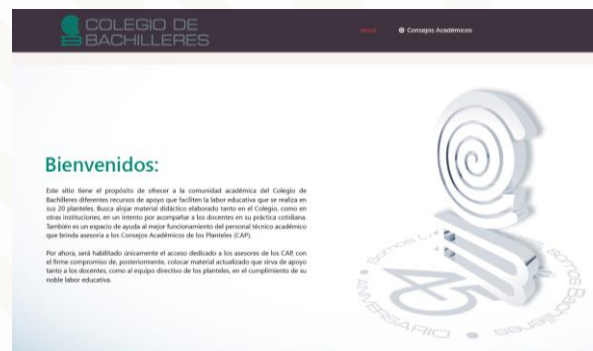 COLEGIO DE
BACHILLERES
Inicio
Consejos Académicos
Bienvenidos:
Este sitio tiene el propósito de ofrecer a la comunidad académica del Colegio de
Bachilleres diferentes recursos de apoyo que faciliten la labor educativa que se realiza en
sus 20 planteles. Busca alojar material didáctico elaborado tanto en el Colegio, como en
otras instituciones, en un intento por acompañar a los docentes en su práctica cotidiana.
También es un espacio de ayuda al mejor funcionamiento del personal técnico académico
que brinda asesoría a los Consejos Académicos de los Planteles (CAP).
Por ahora, será habilitado únicamente el acceso dedicado a los asesores de los CAP, con
el firme compromiso de, posteriormente, colocar material actualizado que sirva de apoyo
tanto a los docentes, como al equipo directivo de los planteles, en el cumplimiento de su
noble labor educativa.
somos Bachilleres
45
ANIVERSARIO